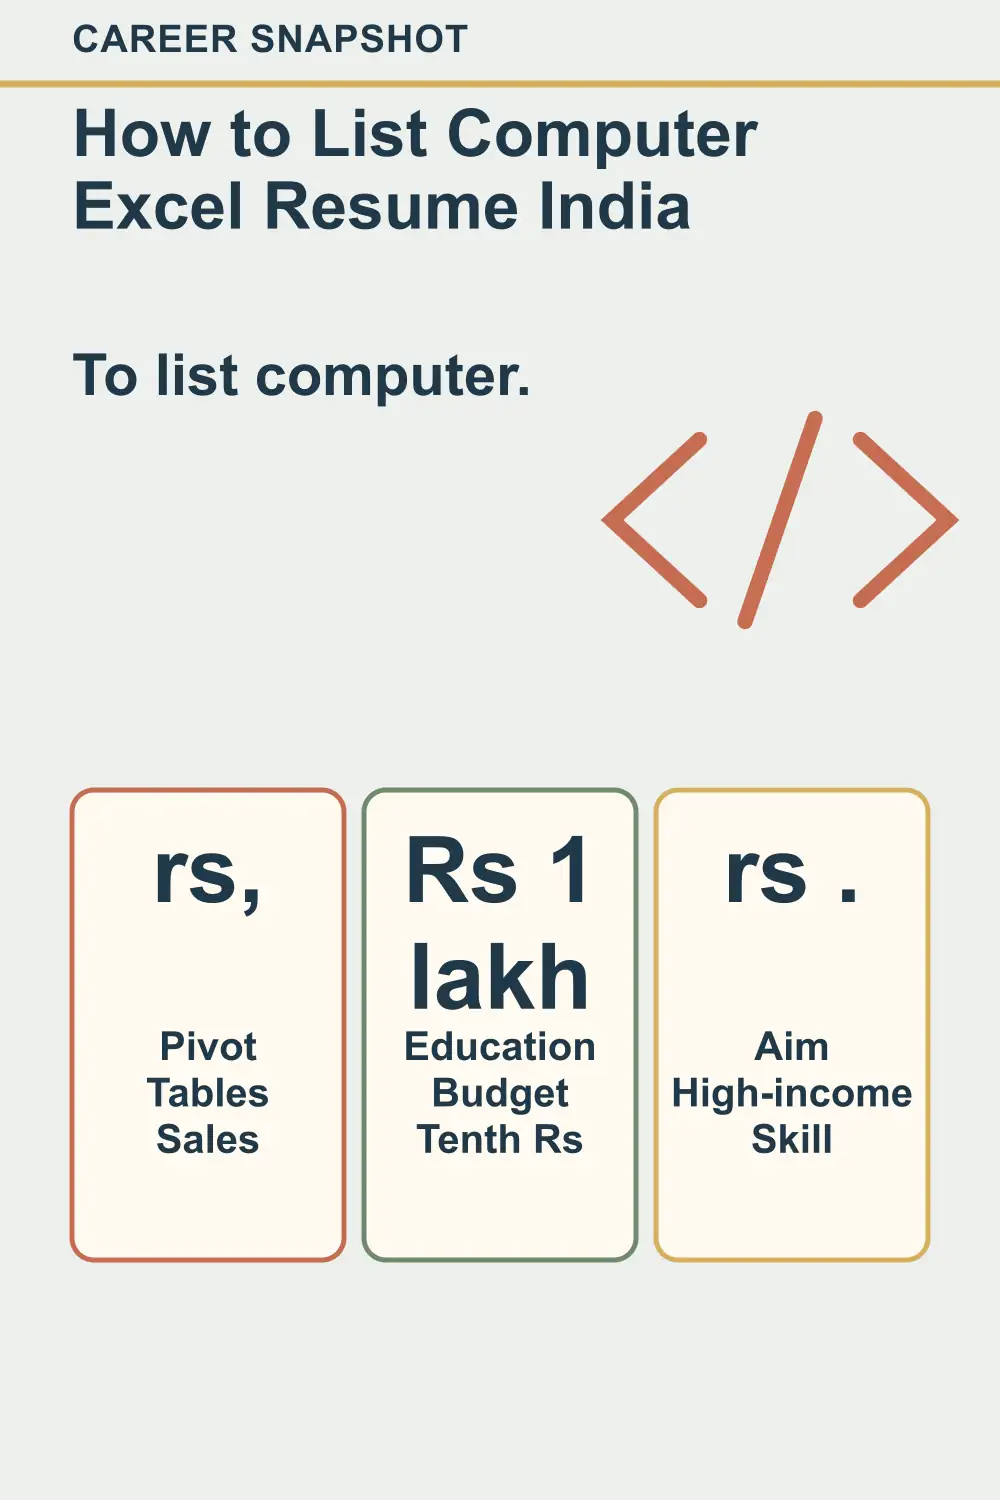 CAREER SNAPSHOT
How to List Computer
Excel Resume India
To list computer.
</>
rs,
Pivot
Tables
Sales
Rs 1
lakh
Education
Budget
Tenth Rs
rs .
Aim
High-income
Skill